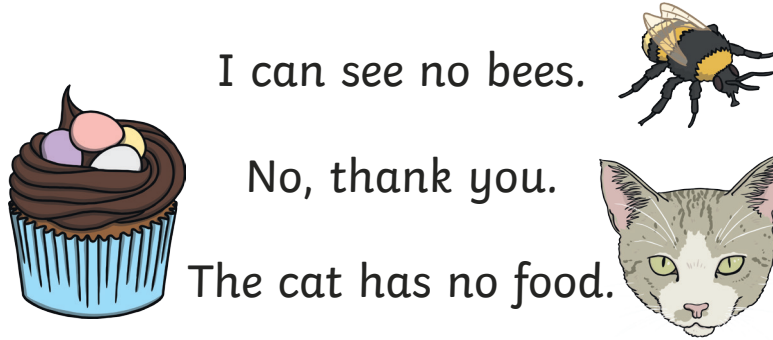 I can see no bees.
No, thank you.
The cat has no food.